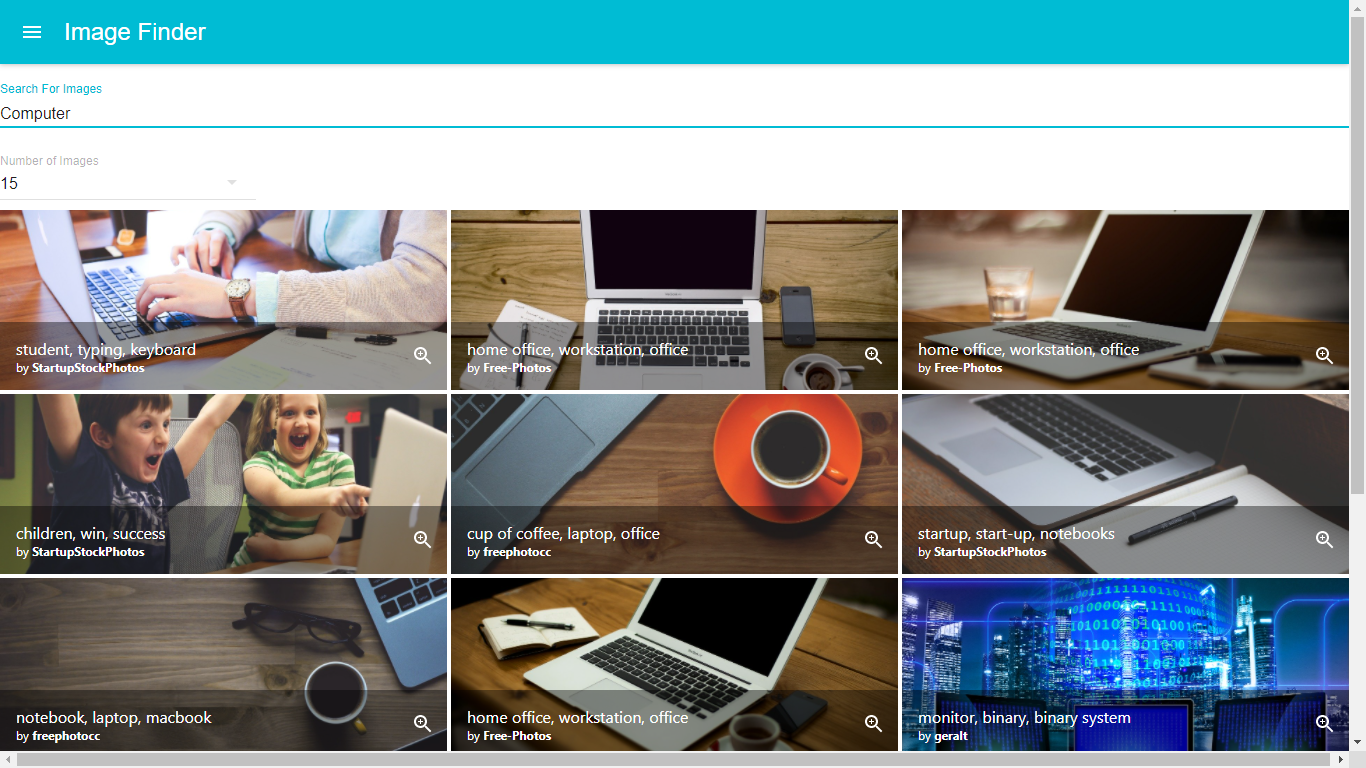 Image Finder
Search For Images
Computer
Number of Images
15
student, typing, keyboard
by StartupStockPhotos
home office, workstation, office
by Free-Photos
home office, workstation, office
by Free-Photos
children, win, success
by StartupStockPhotos
cup of coffee, laptop, office
by freephotocc
startup, start-up, notebooks
by StartupStockPhotos
notebook, laptop, macbook
by freephotocc
home office, workstation, office
by Free-Photos
monitor, binary, binary system
by geralt